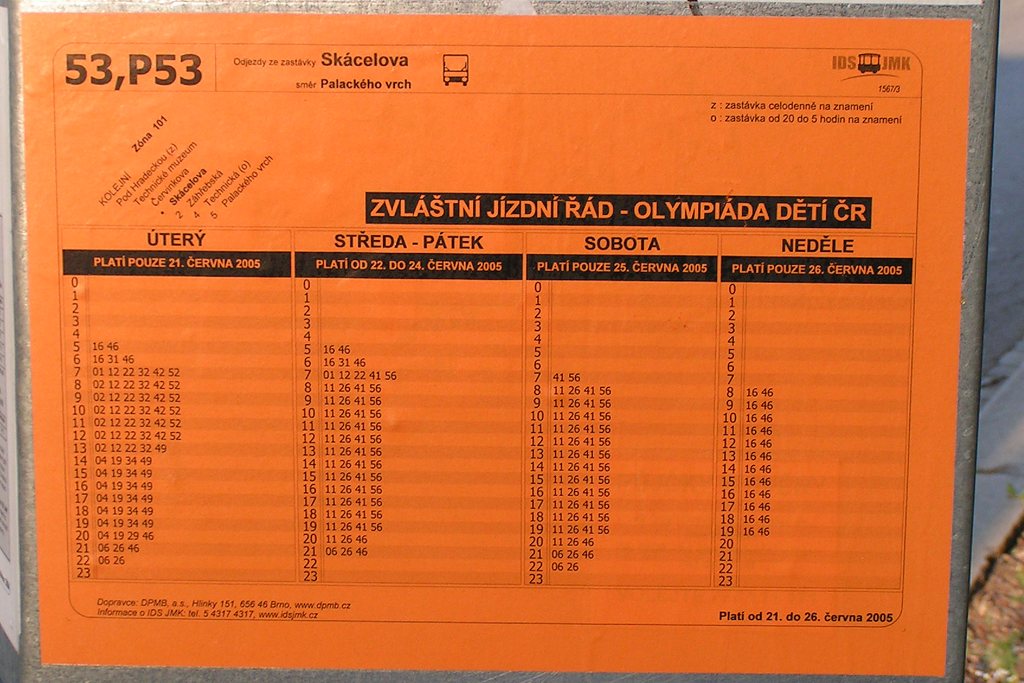 53,P53
Odjezdy ze zastávky Skácelova
směr Palackého vrch
IDS JMK
1567/3
z : zastávka celodenně na znamení
o : zastávka od 20 do 5 hodin na znamení
Zóna 101
KOLEJNÍ
Pod Hradeckou (z)
Technické muzeum
Červinkova
• Skácelova
2 Záhřebská
4 Technická (o)
5 Palackého vrch
ZVLÁŠTNÍ JÍZDNÍ ŘÁD - OLYMPIÁDA DĚTÍ ČR
ÚTERÝ
PLATÍ POUZE 21. ČERVNA 2005
0
1
2
3
4
5 16 46
6 16 31 46
7 01 12 22 32 42 52
8 02 12 22 32 42 52
9 02 12 22 32 42 52
10 02 12 22 32 42 52
11 02 12 22 32 42 52
12 02 12 22 32 42 52
13 02 12 22 32 49
14 04 19 34 49
15 04 19 34 49
16 04 19 34 49
17 04 19 34 49
18 04 19 34 49
19 04 19 34 49
20 04 19 29 46
21 06 26 46
22 06 26
23
STŘEDA - PÁTEK
PLATÍ OD 22. DO 24. ČERVNA 2005
0
1
2
3
4
5 16 46
6 16 31 46
7 01 12 22 41 56
8 11 26 41 56
9 11 26 41 56
10 11 26 41 56
11 11 26 41 56
12 11 26 41 56
13 11 26 41 56
14 11 26 41 56
15 11 26 41 56
16 11 26 41 56
17 11 26 41 56
18 11 26 41 56
19 11 26 41 56
20 11 26 46
21 06 26 46
22
23
SOBOTA
PLATÍ POUZE 25. ČERVNA 2005
0
1
2
3
4
5
6
7 41 56
8 11 26 41 56
9 11 26 41 56
10 11 26 41 56
11 11 26 41 56
12 11 26 41 56
13 11 26 41 56
14 11 26 41 56
15 11 26 41 56
16 11 26 41 56
17 11 26 41 56
18 11 26 41 56
19 11 26 41 56
20 11 26 46
21 06 26 46
22 06 26
23
NEDĚLE
PLATÍ POUZE 26. ČERVNA 2005
0
1
2
3
4
5
6
7
8 16 46
9 16 46
10 16 46
11 16 46
12 16 46
13 16 46
14 16 46
15 16 46
16 16 46
17 16 46
18 16 46
19 16 46
20
21
22
23
Dopravce: DPMB, a.s., Hlinky 151, 656 46 Brno, www.dpmb.cz
Informace o IDS JMK: tel. 5 4317 4317, www.idsjmk.cz
Platí od 21. do 26. června 2005